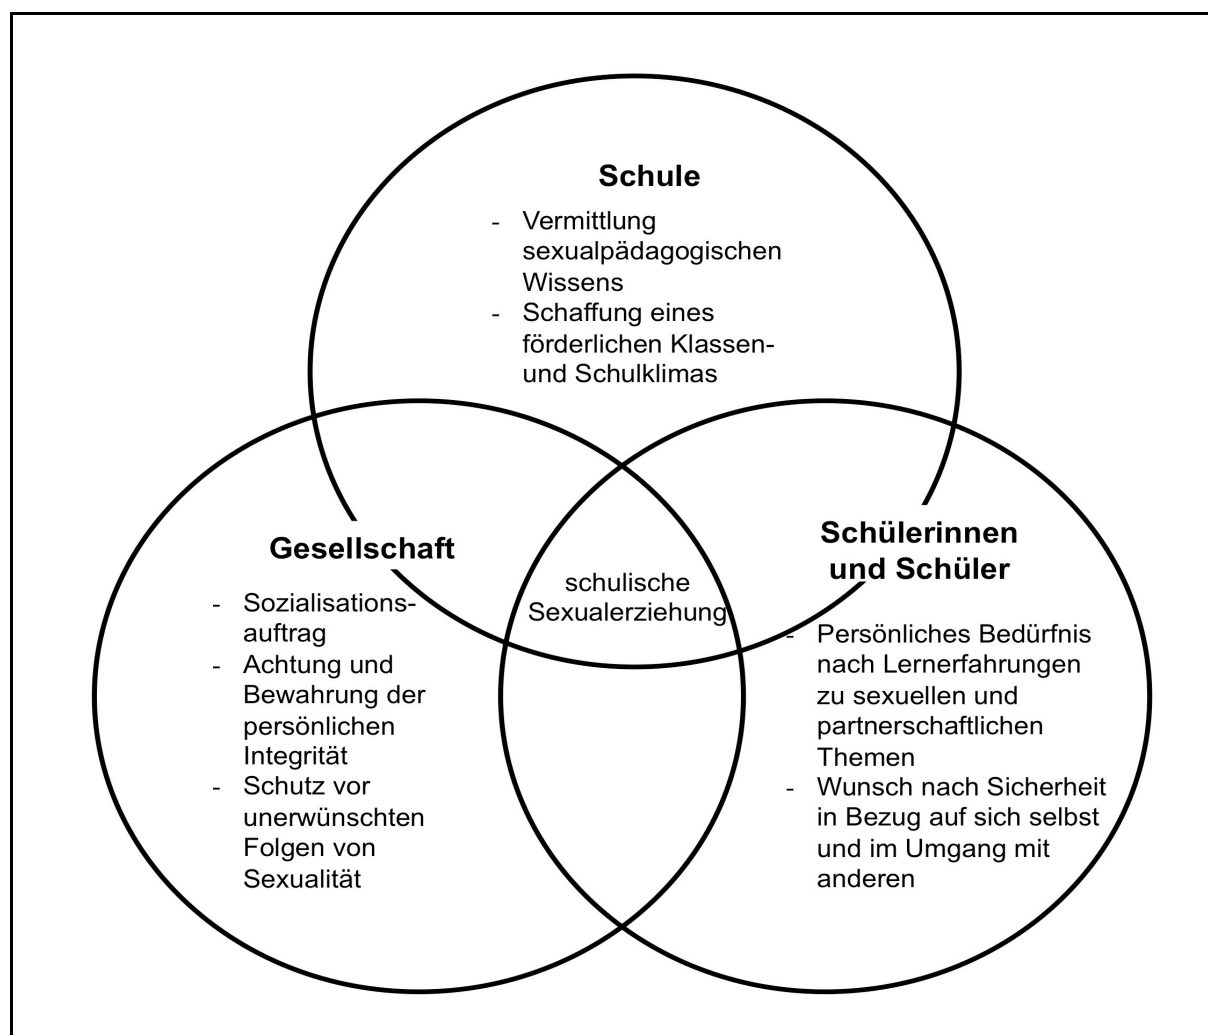 Schule
- Vermittlung
sexualpädagogischen
Wissens
- Schaffung eines
förderlichen Klassen-
und Schulklimas
Gesellschaft
- Sozialisations-
auftrag
- Achtung und
Bewahrung der
persönlichen
Integrität
- Schutz vor
unerwünschten
Folgen von
Sexualität
schulische
Sexualerziehung
Schülerinnen
und Schüler
- Persönliches Bedürfnis
nach Lernerfahrungen
zu sexuellen und
partnerschaftlichen
Themen
- Wunsch nach Sicherheit
in Bezug auf sich selbst
und im Umgang mit
anderen